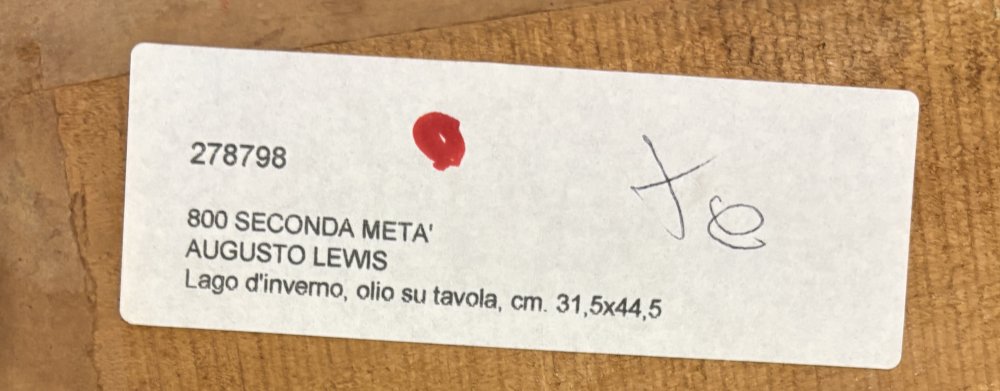 278798
800 SECONDA META'
AUGUSTO LEWIS
Lago d'inverno, olio su tavola, cm. 31,5x44,5